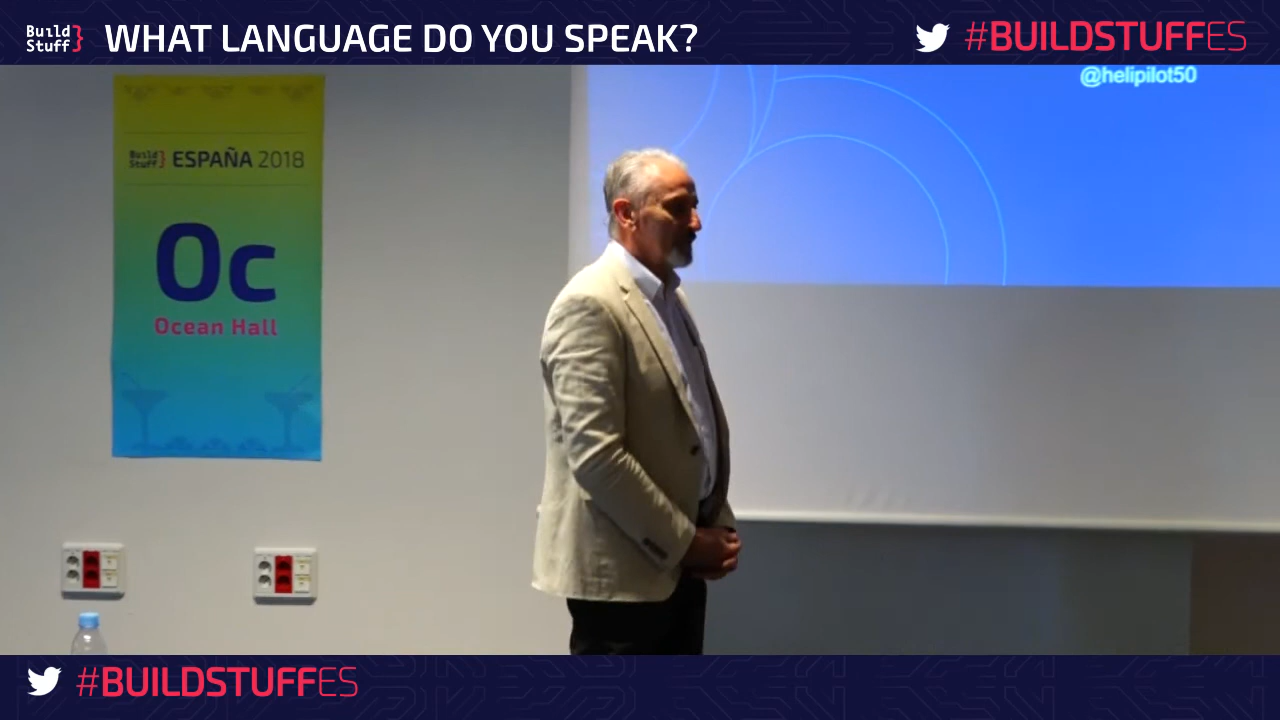 Build
Stuff}
WHAT LANGUAGE DO YOU SPEAK?
#BUILDSTUFFES
@helipilot50
Build
Stuff}
ESPAÑA 2018
Oc
Ocean Hall
#BUILDSTUFFES